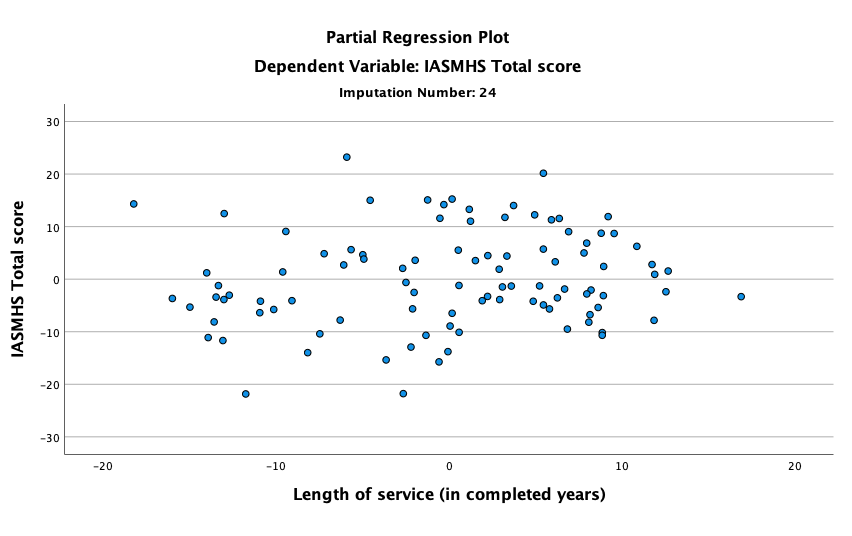 Partial Regression Plot
Dependent Variable: IASMHS Total score
Imputation Number: 24
IASMHS Total score
30
20
10
0
-10
-20
-30
-20
-10
0
10
20
Length of service (in completed years)